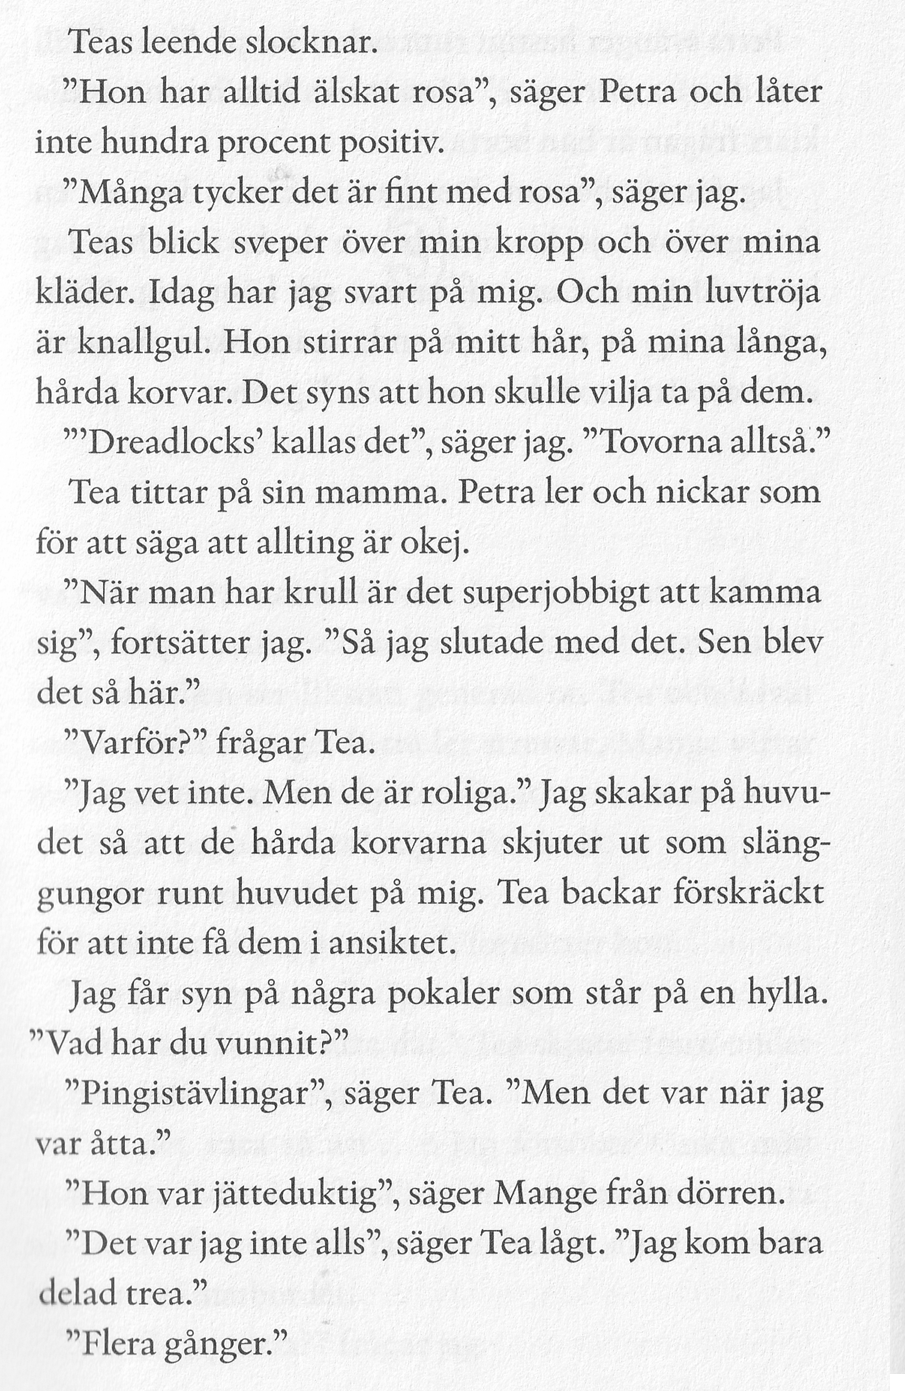 Teas leende slocknar.
”Hon har alltid älskat rosa”, säger Petra och låter
inte hundra procent positiv.
”Många tycker det är fint med rosa”, säger jag.
Teas blick sveper över min kropp och över mina
kläder. Idag har jag svart på mig. Och min luvtröja
är knallgul. Hon stirrar på mitt hår, på mina långa,
hårda korvar. Det syns att hon skulle vilja ta på dem.
”’Dreadlocks’ kallas det”, säger jag. ”Tovorna alltså.”
Tea tittar på sin mamma. Petra ler och nickar som
för att säga att allting är okej.
”När man har krull är det superjobbigt att kamma
sig”, fortsätter jag. ”Så jag slutade med det. Sen blev
det så här.”
”Varför?” frågar Tea.
”Jag vet inte. Men de är roliga.” Jag skakar på huvu-
det så att de hårda korvarna skjuter ut som släng-
gungor runt huvudet på mig. Tea backar förskräckt
för att inte få dem i ansiktet.
Jag får syn på några pokaler som står på en hylla.
”Vad har du vunnit?”
”Pingistävlingar”, säger Tea. ”Men det var när jag
var åtta.”
”Hon var jätteduktig”, säger Mange från dörren.
”Det var jag inte alls”, säger Tea lågt. ”Jag kom bara
delad trea.”
”Flera gånger.”